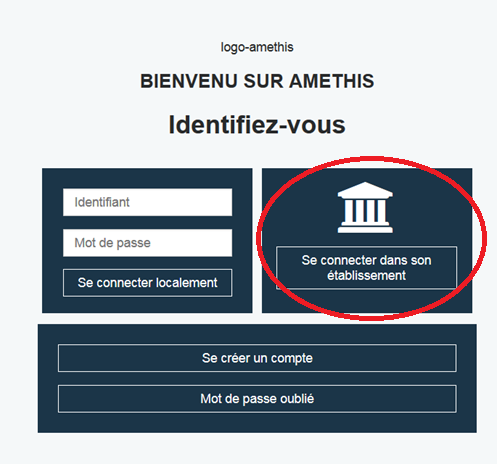 logo-amethis
BIENVENU SUR AMETHIS
Identifiez-vous
Identifiant
Mot de passe
Se connecter localement
Se connecter dans son
établissement
Se créer un compte
Mot de passe oublié